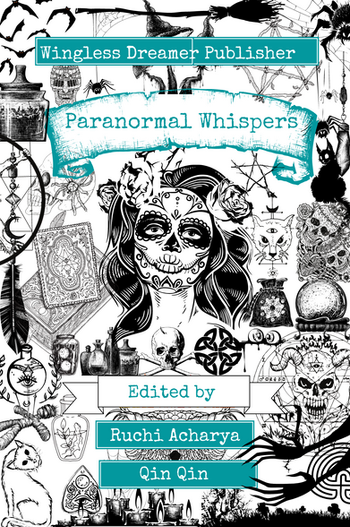 Wingless Dreamer Publisher
Paranormal Whispers
Edited by
Ruchi Acharya
Qin Qin